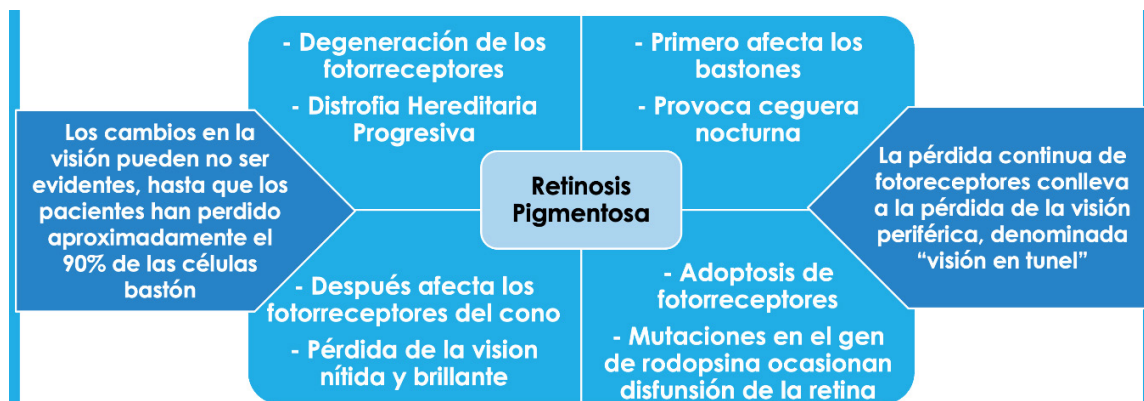 - Degeneración de los
fotorreceptores
- Distrofia Hereditaria
Progresiva
- Primero afecta los
bastones
- Provoca ceguera
nocturna
Los cambios en la
visión pueden no ser
evidentes, hasta que los
pacientes han perdido
aproximadamente el
90% de las células
bastón
Retinosis
Pigmentosa
La pérdida continua de
fotoreceptores conlleva
a la pérdida de la visión
periférica, denominada
“visión en tunel”
- Después afecta los
fotorreceptores del cono
- Pérdida de la vision
nítida y brillante
- Adoptosis de
fotorreceptores
- Mutaciones en el gen
de rodopsina ocasionan
disfunsión de la retina